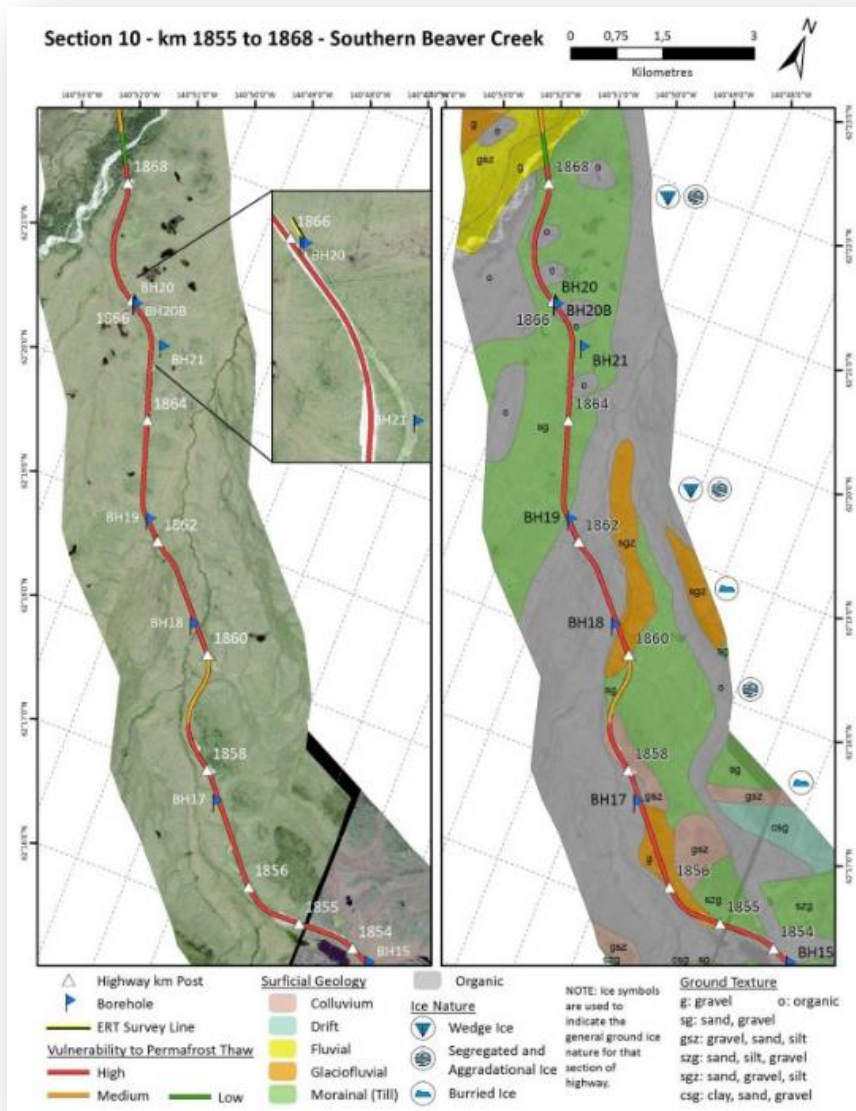 Section 10 - km 1855 to 1868 - Southern Beaver Creek
0 0,75 1,5 3
Kilometres
N
1868
1866
BH20
BH21
BH20
BH20B
1866
BH21
1864
BH19
1862
BH18
1860
1858
BH17
1856
1855
1854
BH15
g
o
gsz
g
1868
o
o
o
o
BH20
BH20B
1866
o
BH21
o
1864
o
sg
BH19
1862
sgz
sgz
BH18
1860
sg
sg
o
1858
sg
BH17
gsz
gsz
csg
gsz
g
1856
szg
szg
1855
1854
BH15
gsz
szg
csg
sg
Highway km Post
Borehole
ERT Survey Line
Vulnerability to Permafrost Thaw
High
Medium
Low
Surficial Geology
Colluvium
Drift
Fluvial
Glaciofluvial
Morainal (Till)
Organic
Ice Nature
Wedge Ice
Segregated and
Aggradational Ice
Burried Ice
NOTE: Ice symbols
are used to
indicate the
general ground ice
nature for that
section of
highway.
Ground Texture
g: gravel o: organic
sg: sand, gravel
gsz: gravel, sand, silt
szg: sand, silt, gravel
sgz: sand, gravel, silt
csg: clay, sand, gravel